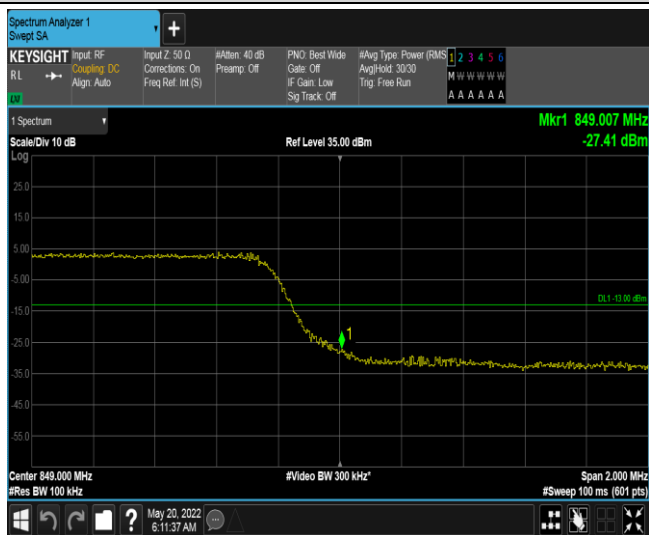 Spectrum Analyzer 1
Swept SA
+
KEYSIGHT
RL
Input: RF
Coupling: DC
Align: Auto
Input Z: 50 Ω
Corrections: On
Freq Ref: Int (S)
#Atten: 40 dB
Preamp: Off
PNO: Best Wide
Gate: Off
IF Gain: Low
Sig Track: Off
#Avg Type: Power (RMS
Avg|Hold: 30/30
Trig: Free Run
1 2 3 4 5 6
M W W W W W
A A A A A A
1 Spectrum
Scale/Div 10 dB
Ref Level 35.00 dBm
Mkr1 849.007 MHz
-27.41 dBm
Log
25.0
15.0
5.00
-5.00
DL1 -13.00 dBm
-15.0
1
-25.0
-35.0
-45.0
-55.0
Center 849.000 MHz
#Video BW 300 kHz*
Span 2.000 MHz
#Res BW 100 kHz
#Sweep 100 ms (601 pts)
?
May 20, 2022
6:11:37 AM